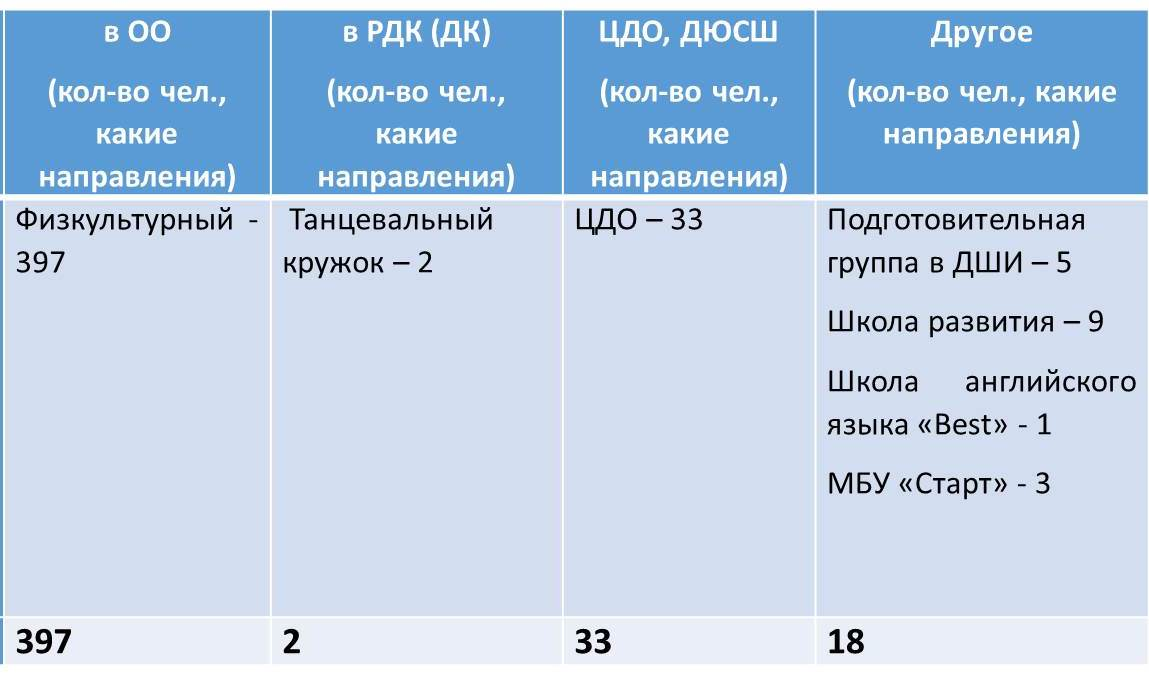 в ОО
(кол-во чел.,
какие
направления)
в РДК (ДК)
(кол-во чел.,
какие
направления)
ЦДО, ДЮСШ
(кол-во чел.,
какие
направления)
Другое
(кол-во чел., какие
направления)
Физкультурный -
397
Танцевальный
кружок – 2
ЦДО – 33
Подготовительная
группа в ДШИ – 5
Школа развития – 9
Школа английского
языка «Best» - 1
МБУ «Старт» - 3
397
2
33
18